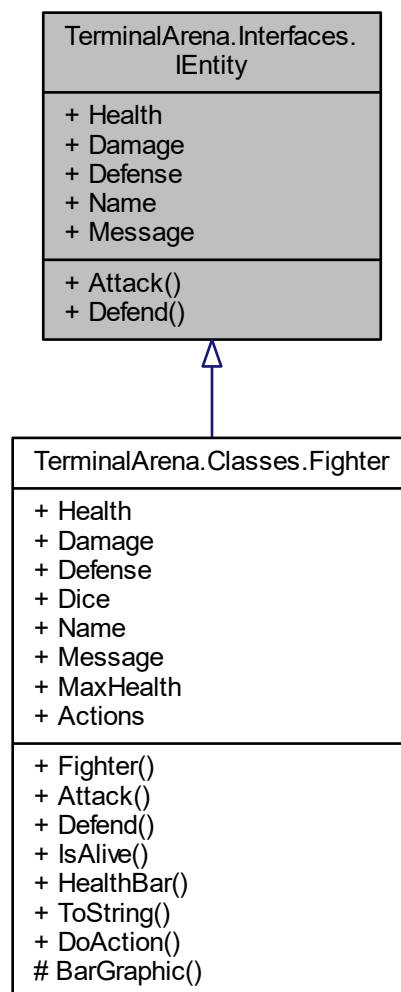 TerminalArena.Interfaces.
IEntity
+ Health
+ Damage
+ Defense
+ Name
+ Message
+ Attack()
+ Defend()
TerminalArena.Classes.Fighter
+ Health
+ Damage
+ Defense
+ Dice
+ Name
+ Message
+ MaxHealth
+ Actions
+ Fighter()
+ Attack()
+ Defend()
+ IsAlive()
+ HealthBar()
+ ToString()
+ DoAction()
# BarGraphic()